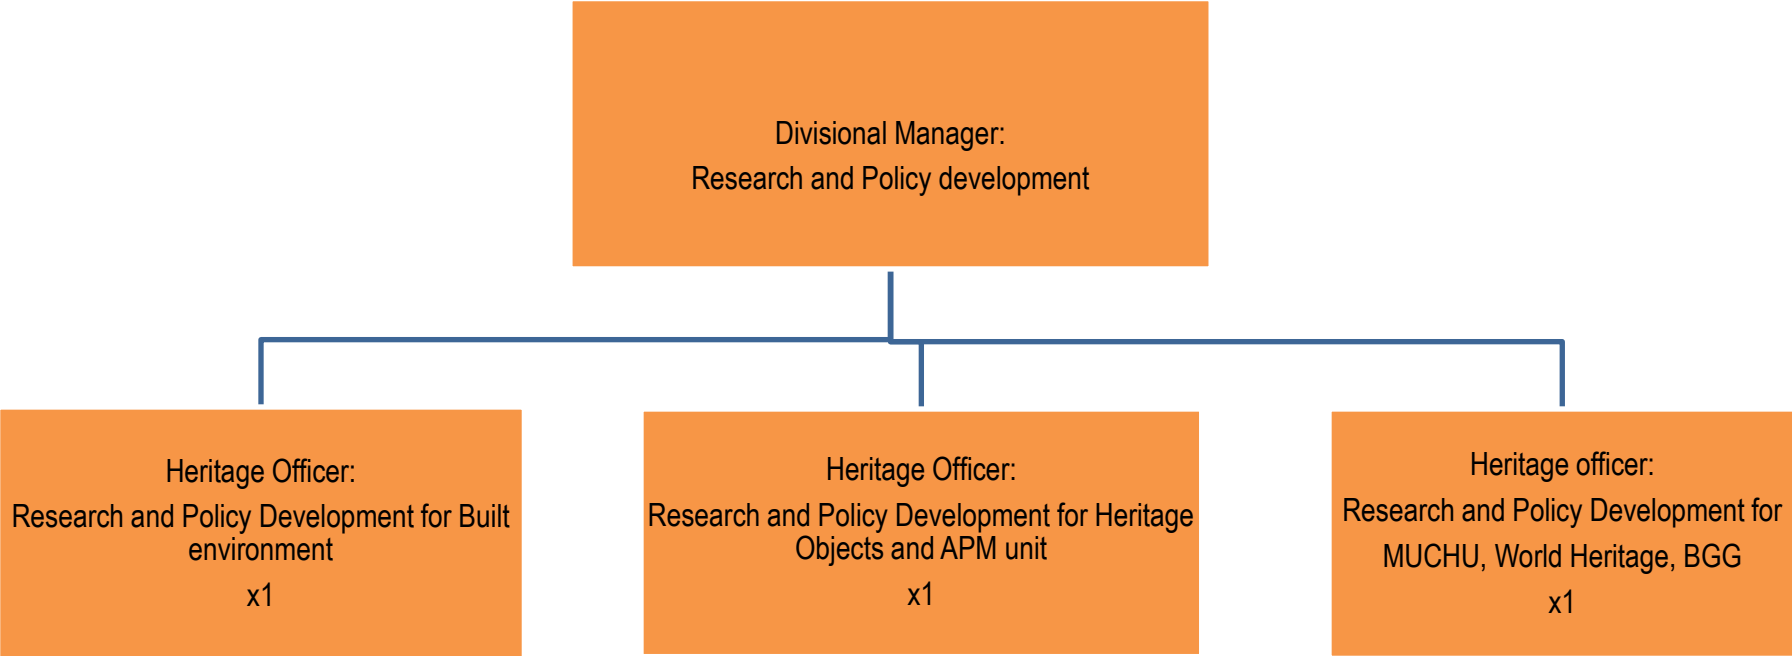 Divisional Manager:
Research and Policy development
Heritage Officer:
Research and Policy Development for Built
environment
x1
Heritage Officer:
Research and Policy Development for Heritage
Objects and APM unit
x1
Heritage officer:
Research and Policy Development for
MUCHU, World Heritage, BGG
x1